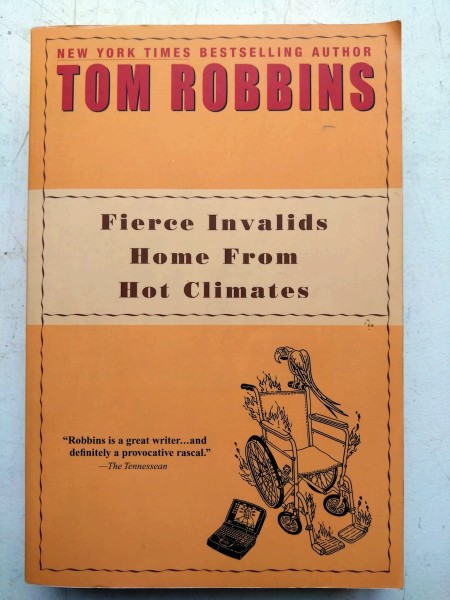 NEW YORK TIMES BESTSELLING AUTHOR
TOM ROBBINS
Fierce Invalids
Home From
Hot Climates
“Robbins is a great writer...and
definitely a provocative rascal.”
—The Tennessean